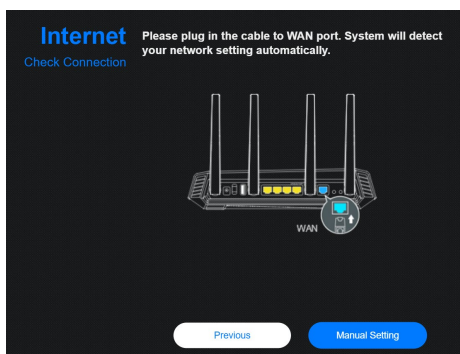 Internet
Check Connection
Please plug in the cable to WAN port. System will detect
your network setting automatically.
WAN
Previous
Manual Setting